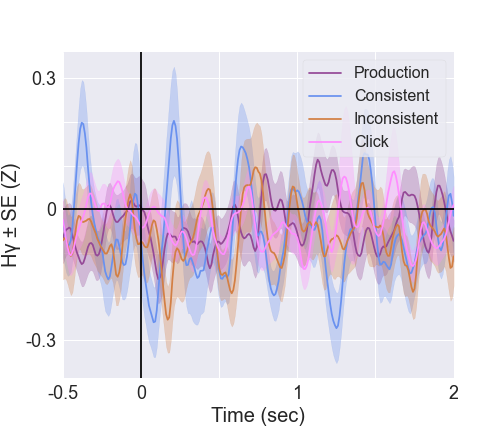 Production
Consistent
Inconsistent
Click
0.3
0
-0.3
Hγ ± SE (Z)
-0.5
0
1
2
Time (sec)